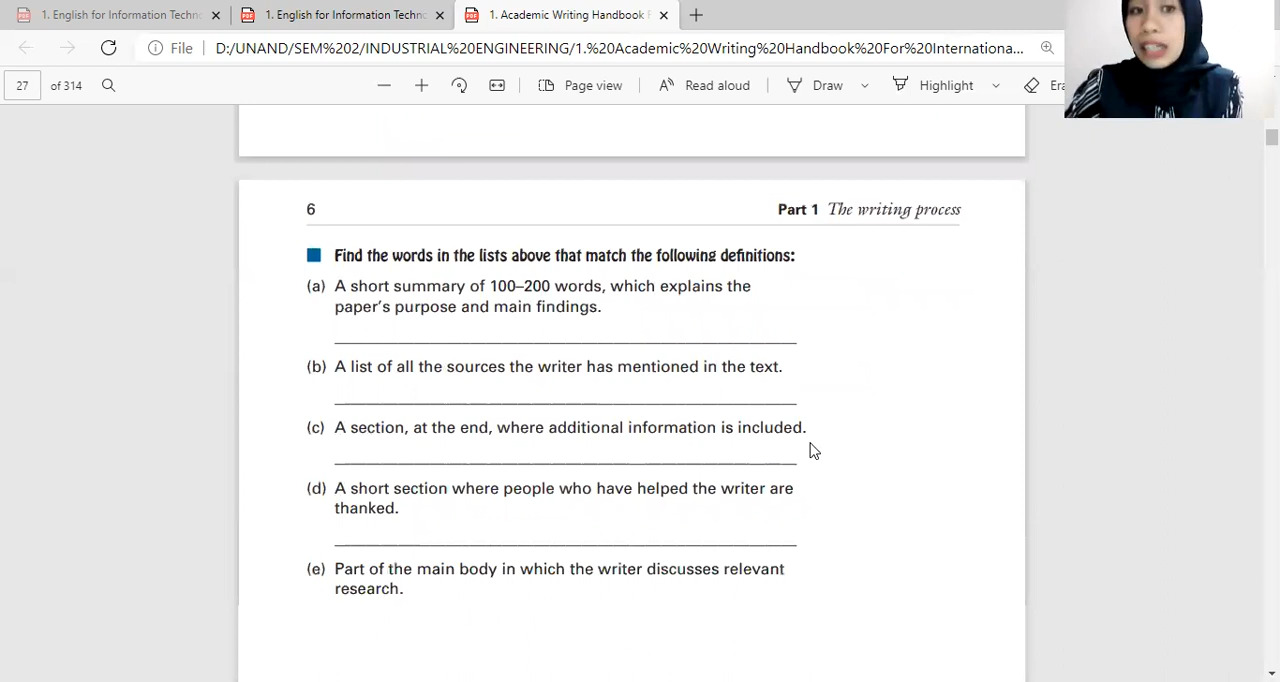 1. English for Information Techno
1. English for Information Techno
1. Academic Writing Handbook F
File
D:/UNAND/SEM%202/INDUSTRIAL%20ENGINEERING/1.%20Academic%20Writing%20Handbook%20For%20Internationa...
27 of 314
Page view
Read aloud
Draw
Highlight
Era
6
Part 1 The writing process
Find the words in the lists above that match the following definitions:
(a) A short summary of 100–200 words, which explains the
paper's purpose and main findings.
(b) A list of all the sources the writer has mentioned in the text.
(c) A section, at the end, where additional information is included.
(d) A short section where people who have helped the writer are
thanked.
(e) Part of the main body in which the writer discusses relevant
research.